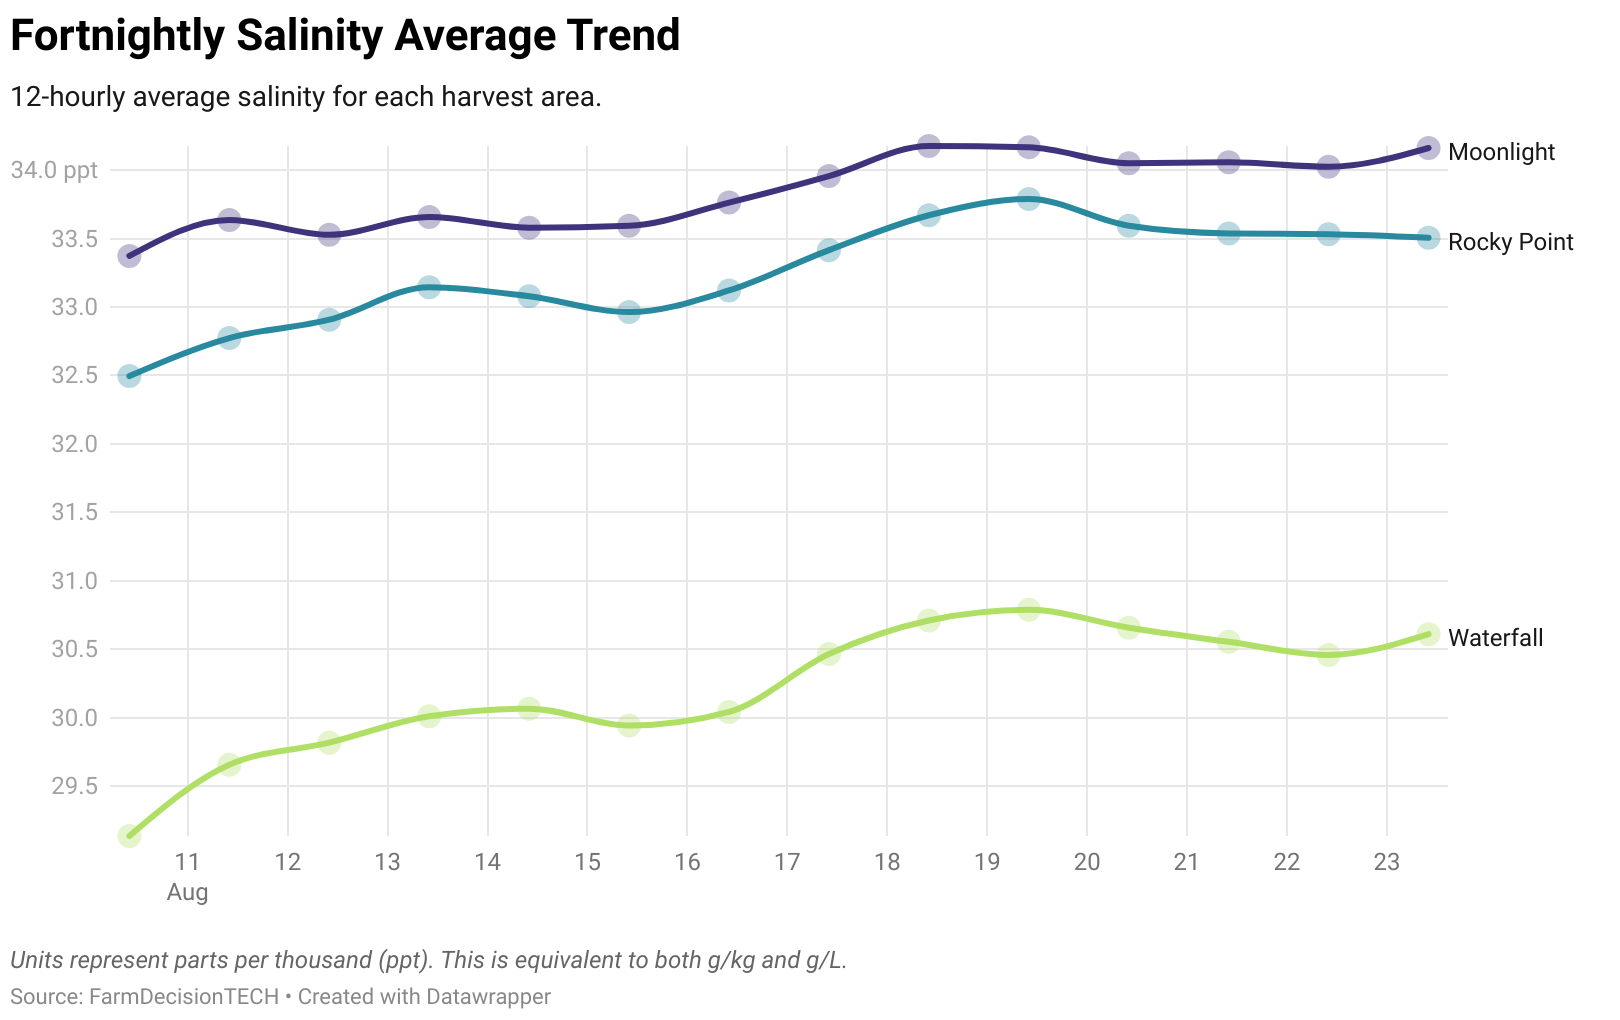 Fortnightly Salinity Average Trend
12-hourly average salinity for each harvest area.
34.0 ppt
33.5
33.0
32.5
32.0
31.5
31.0
30.5
30.0
29.5
Moonlight
Rocky Point
Waterfall
11 12 13 14 15 16 17 18 19 20 21 22 23
Aug
Units represent parts per thousand (ppt). This is equivalent to both g/kg and g/L.
Source: FarmDecisionTECH • Created with Datawrapper